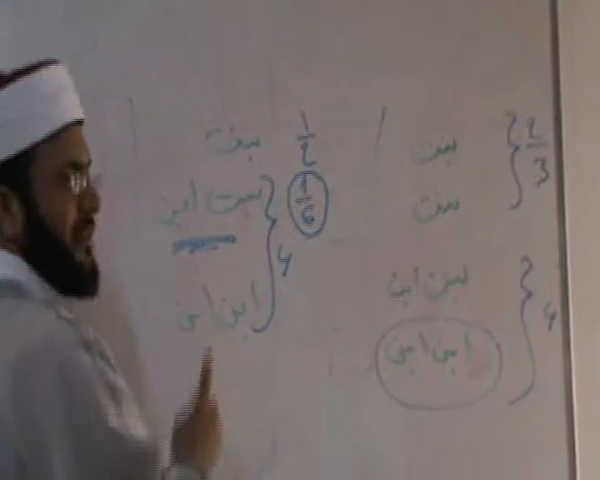 بنت 2/3
بنت
بنت ابن
ابن ابن
بنت 1/2
بنت ابن 1/6
ابن ابن